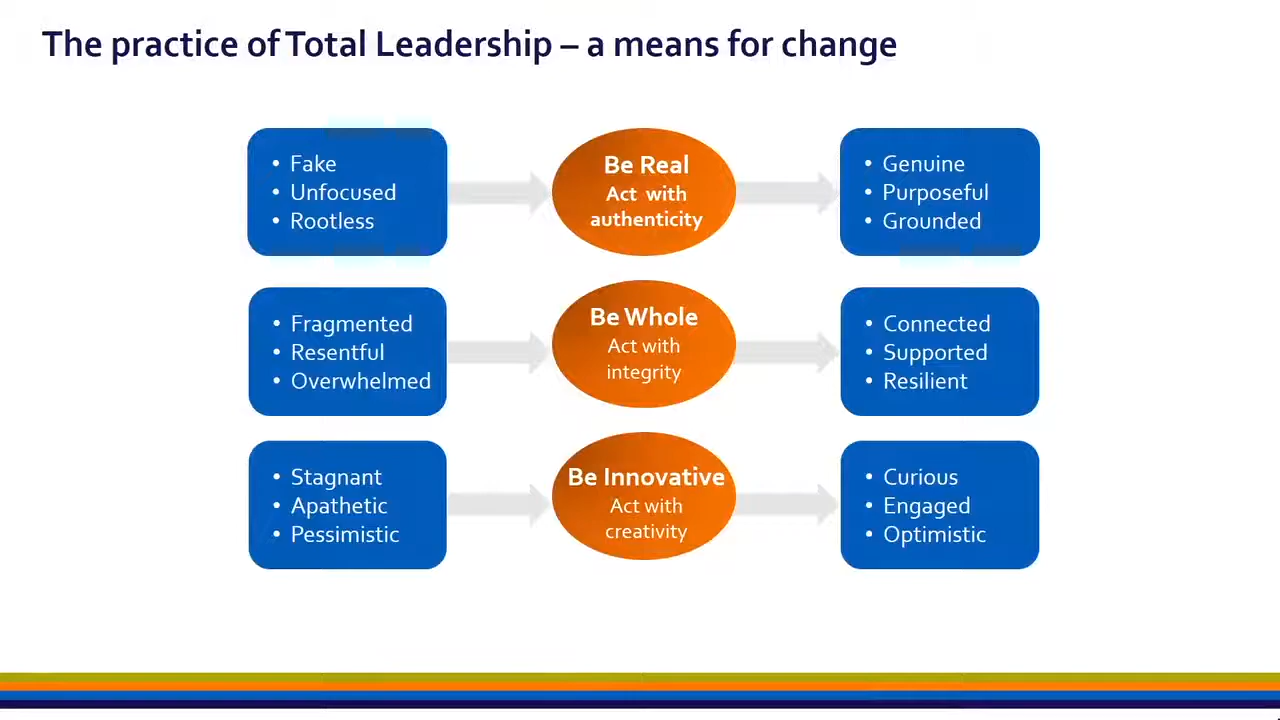 The practice of Total Leadership – a means for change
• Fake
• Unfocused
• Rootless
Be Real
Act with
authenticity
• Genuine
• Purposeful
• Grounded
• Fragmented
• Resentful
• Overwhelmed
Be Whole
Act with
integrity
• Connected
• Supported
• Resilient
• Stagnant
• Apathetic
• Pessimistic
Be Innovative
Act with
creativity
• Curious
• Engaged
• Optimistic